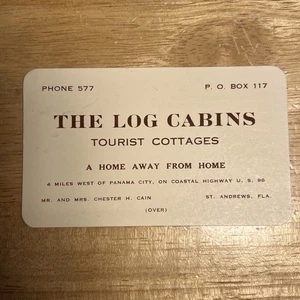 PHONE 577 P. O. BOX 117
THE LOG CABINS
TOURIST COTTAGES
A HOME AWAY FROM HOME
4 MILES WEST OF PANAMA CITY, ON COASTAL HIGHWAY U. S. 98
MR. AND MRS. CHESTER H. CAIN ST. ANDREWS, FLA.
(OVER)